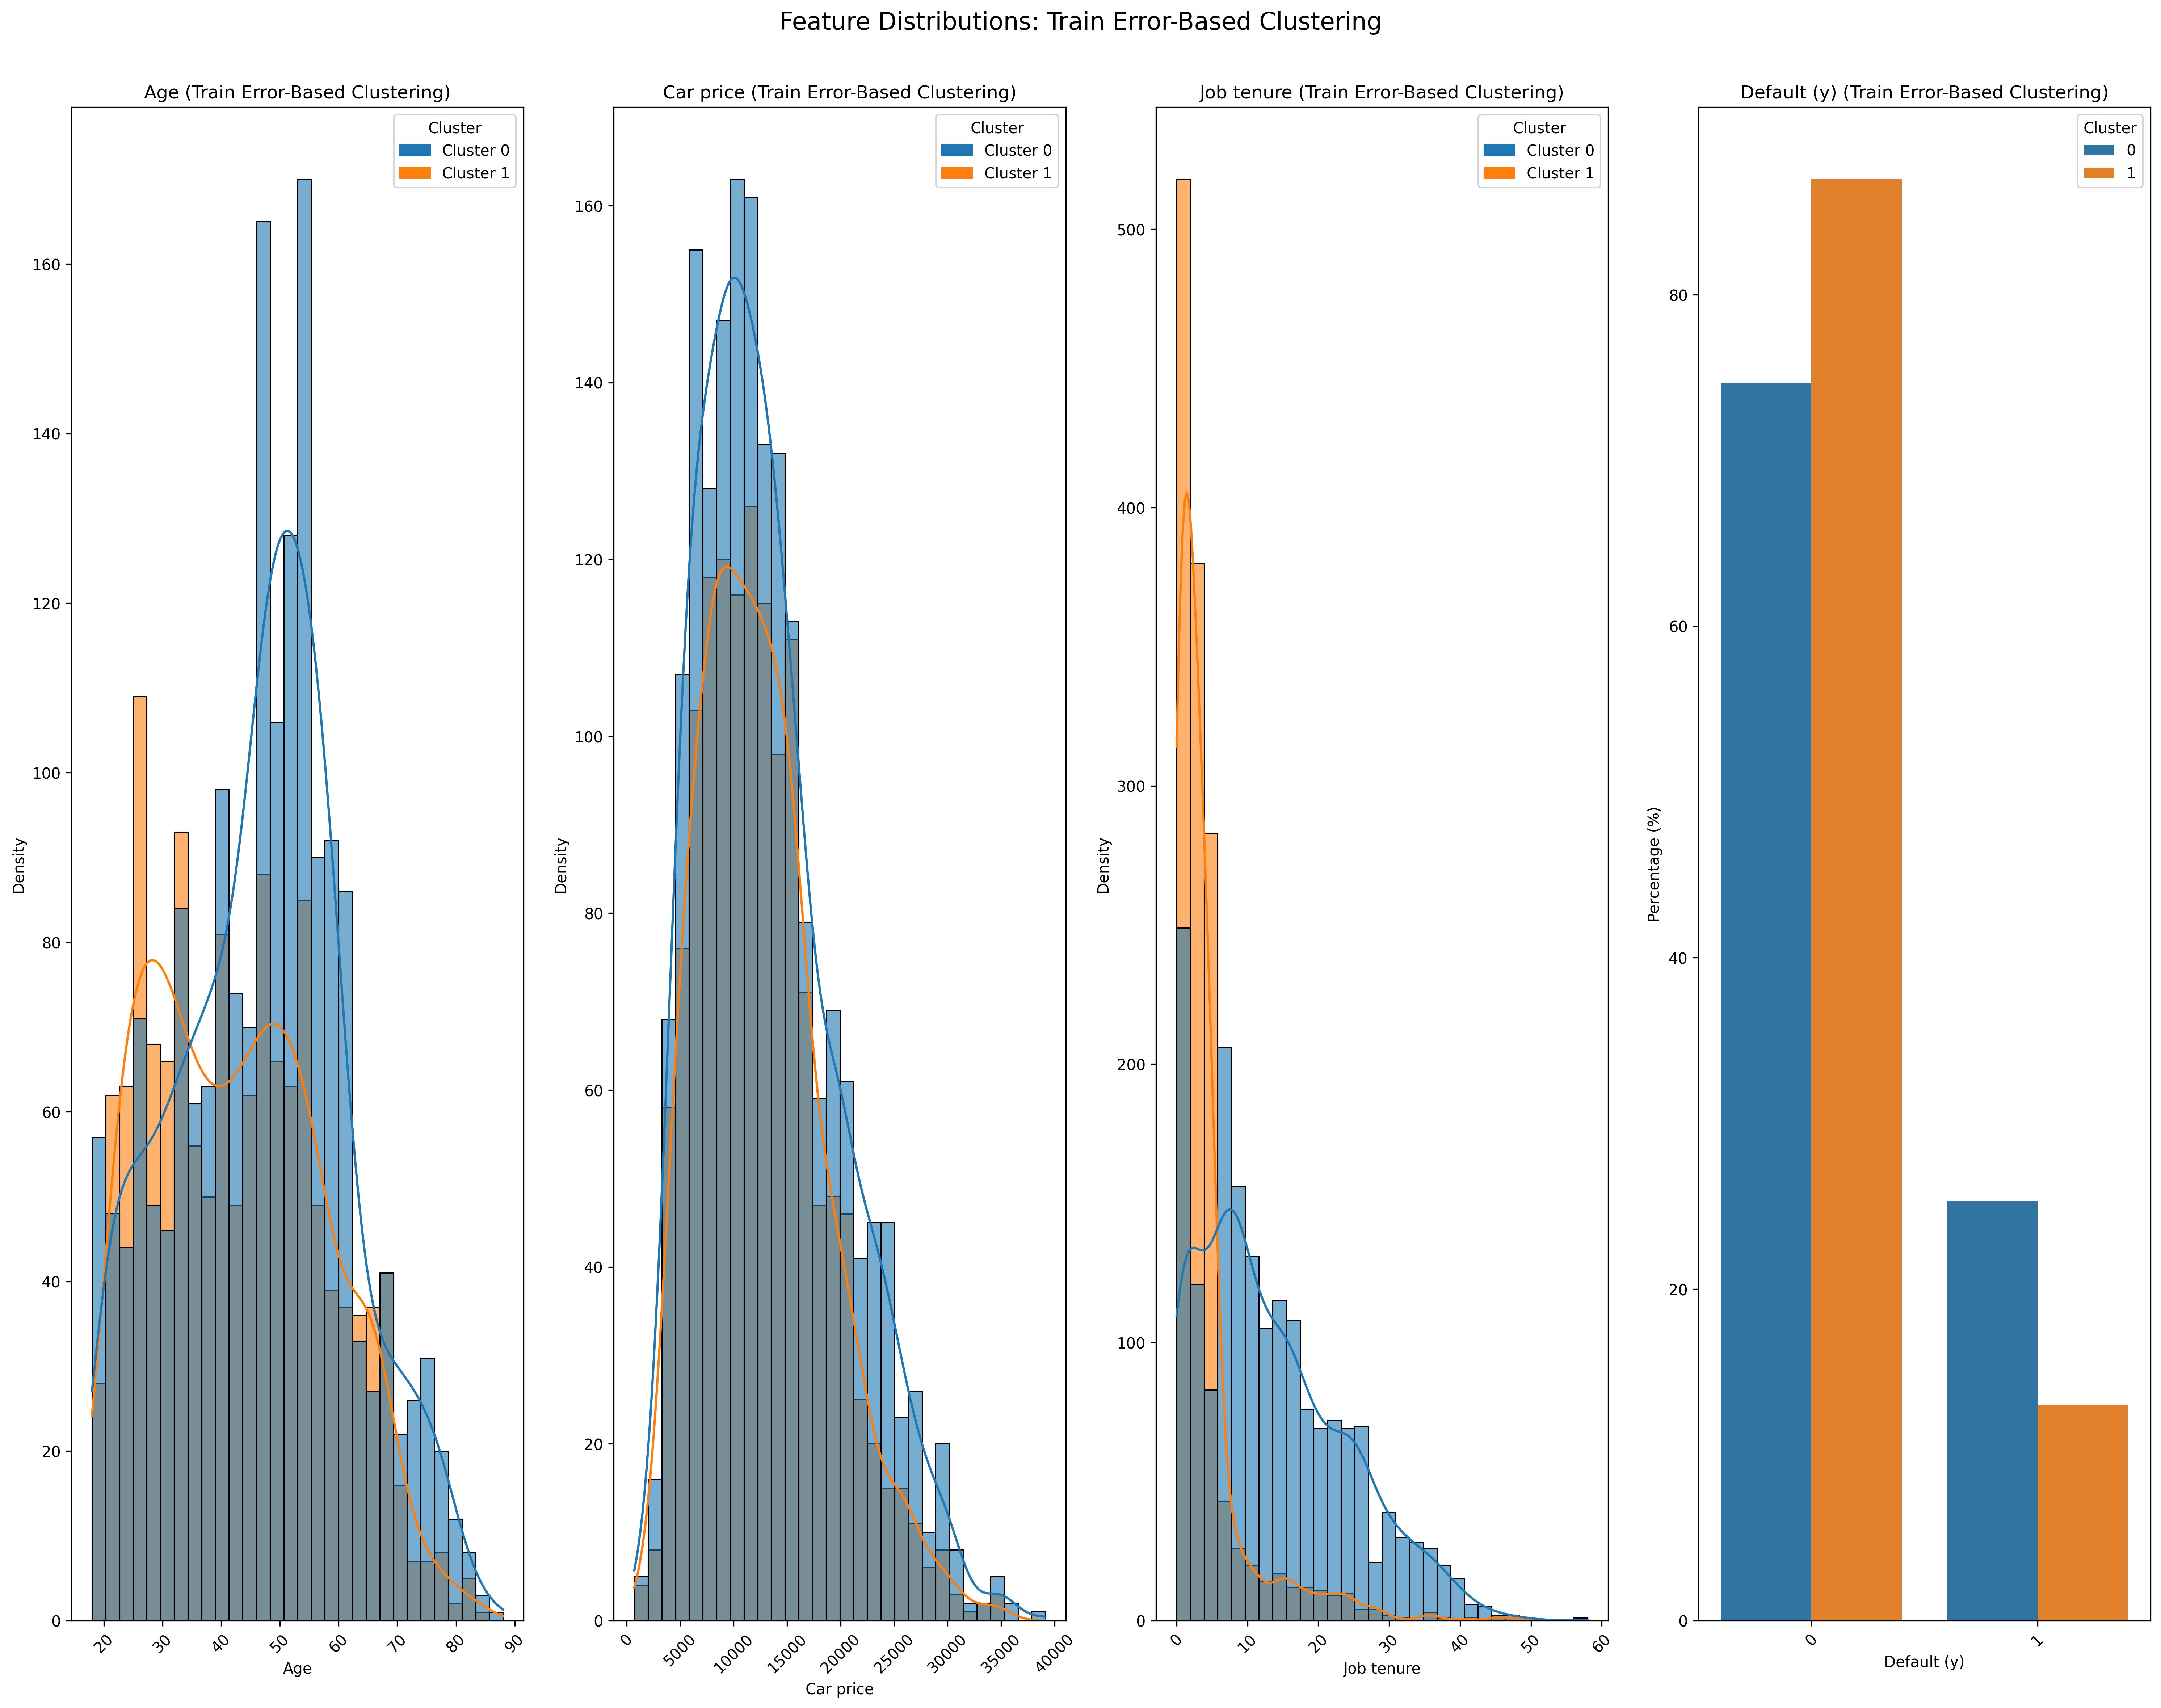 Feature Distributions: Train Error-Based Clustering
Age (Train Error-Based Clustering)
Cluster
Cluster 0
Cluster 1
160
140
120
100
80
60
40
20
0
Density
20
30
40
50
60
70
80
90
Age
Car price (Train Error-Based Clustering)
Cluster
Cluster 0
Cluster 1
160
140
120
100
80
60
40
20
0
Density
0
5000
10000
15000
20000
25000
30000
35000
40000
Car price
Job tenure (Train Error-Based Clustering)
Cluster
Cluster 0
Cluster 1
500
400
300
200
100
0
Density
0
10
20
30
40
50
60
Job tenure
Default (y) (Train Error-Based Clustering)
Cluster
0
1
80
60
40
20
0
Percentage (%)
0
1
Default (y)